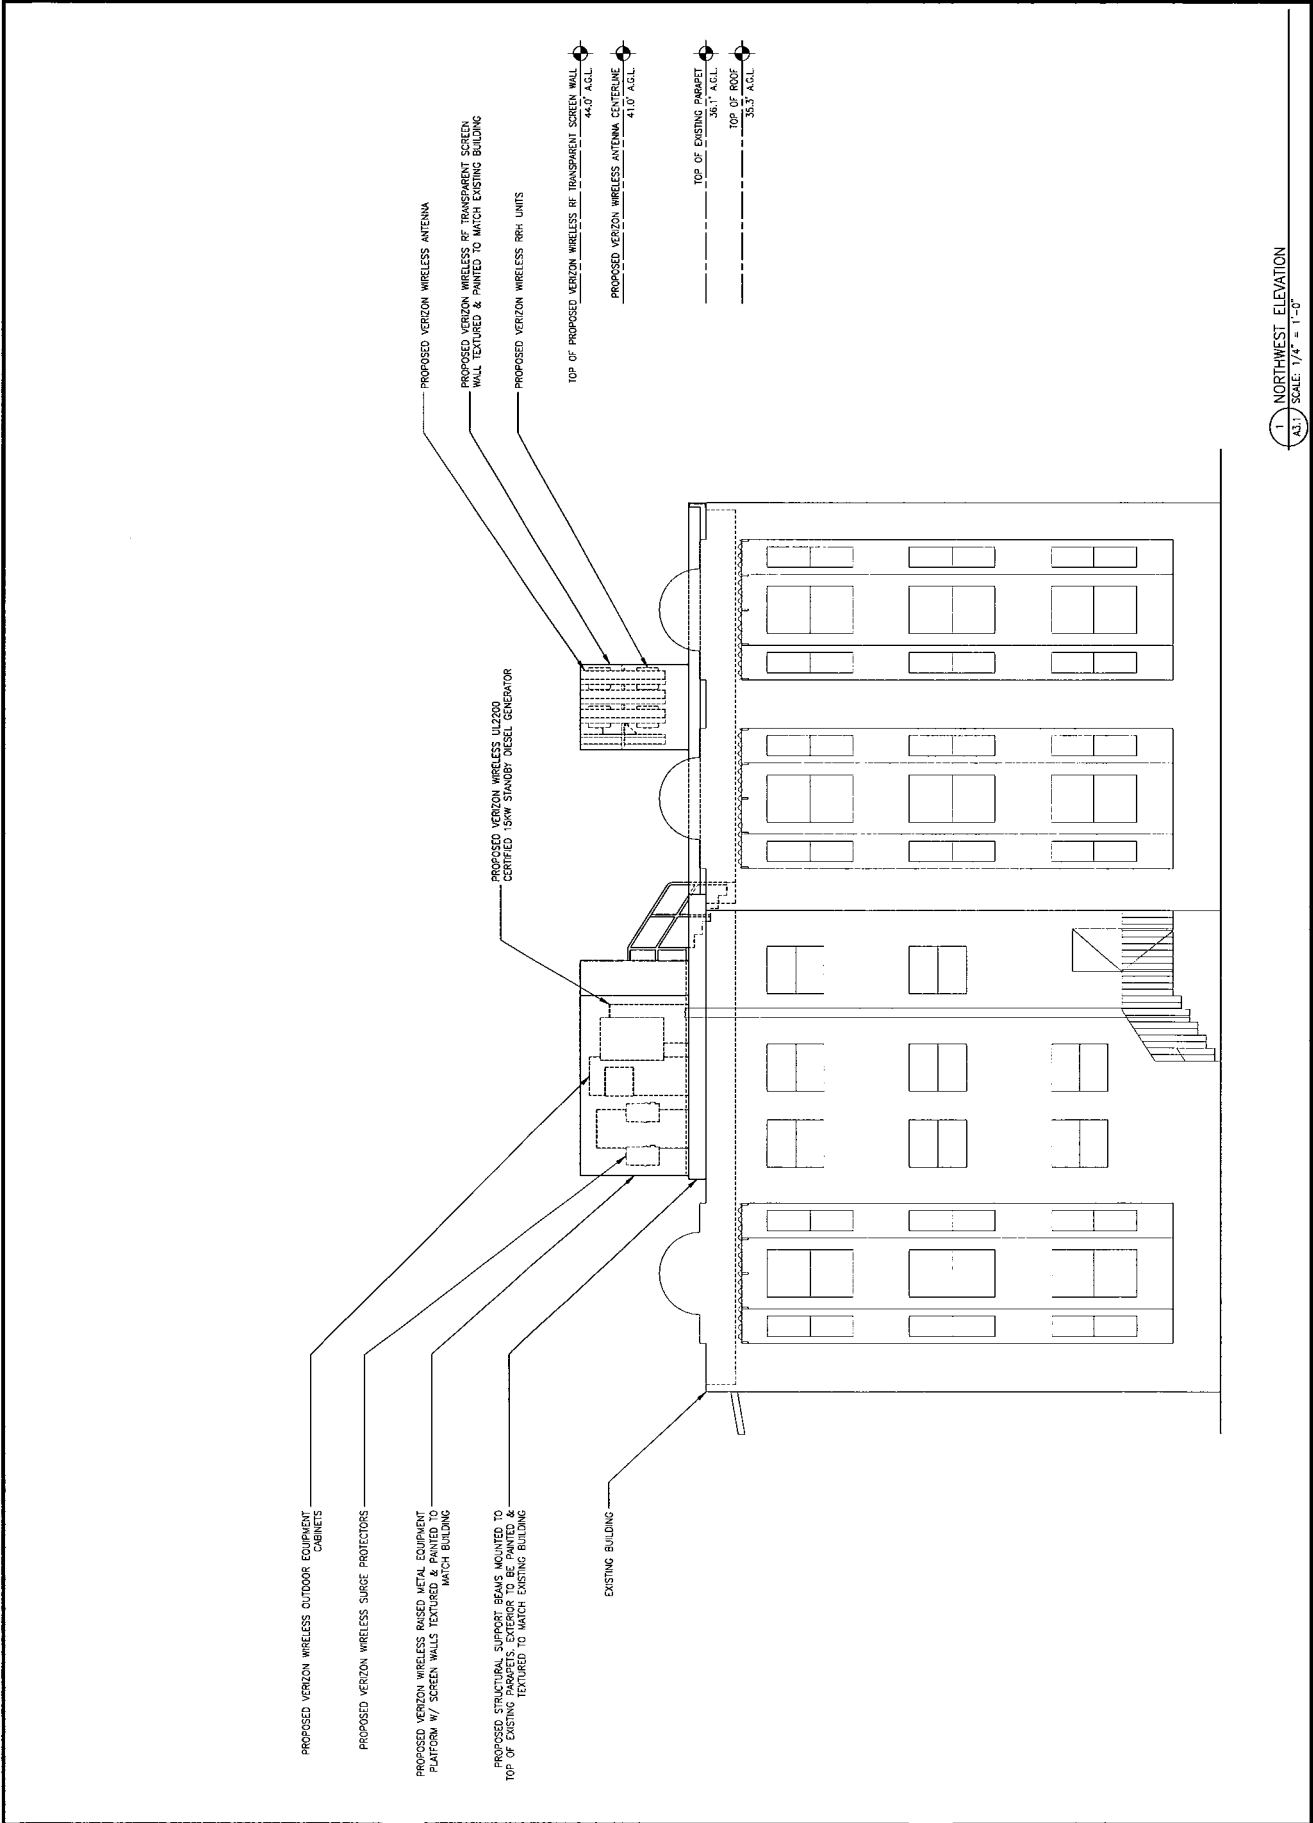 PROPOSED VERIZON WIRELESS OUTDOOR EQUIPMENT
CABINETS
PROPOSED VERIZON WIRELESS SURGE PROTECTORS
PROPOSED VERIZON WIRELESS RAISED METAL EQUIPMENT
PLATFORM W/ SCREEN WALLS TEXTURED & PAINTED TO
MATCH BUILDING
PROPOSED STRUCTURAL SUPPORT BEAMS MOUNTED TO
TOP OF EXISTING PARAPETS. EXTERIOR TO BE PAINTED &
TEXTURED TO MATCH EXISTING BUILDING
EXISTING BUILDING
PROPOSED VERIZON WIRELESS UL2200
CERTIFIED 15KW STANDBY DIESEL GENERATOR
PROPOSED VERIZON WIRELESS ANTENNA
PROPOSED VERIZON WIRELESS RF TRANSPARENT SCREEN
WALL TEXTURED & PAINTED TO MATCH EXISTING BUILDING
PROPOSED VERIZON WIRELESS RRH UNITS
TOP OF PROPOSED VERIZON WIRELESS RF TRANSPARENT SCREEN WALL
44.0' A.G.L.
PROPOSED VERIZON WIRELESS ANTENNA CENTERLINE
41.0' A.G.L.
TOP OF EXISTING PARAPET
36.1' A.G.L.
TOP OF ROOF
35.3' A.G.L.
1 NORTHWEST ELEVATION
A3.1 SCALE: 1/4" = 1'-0"